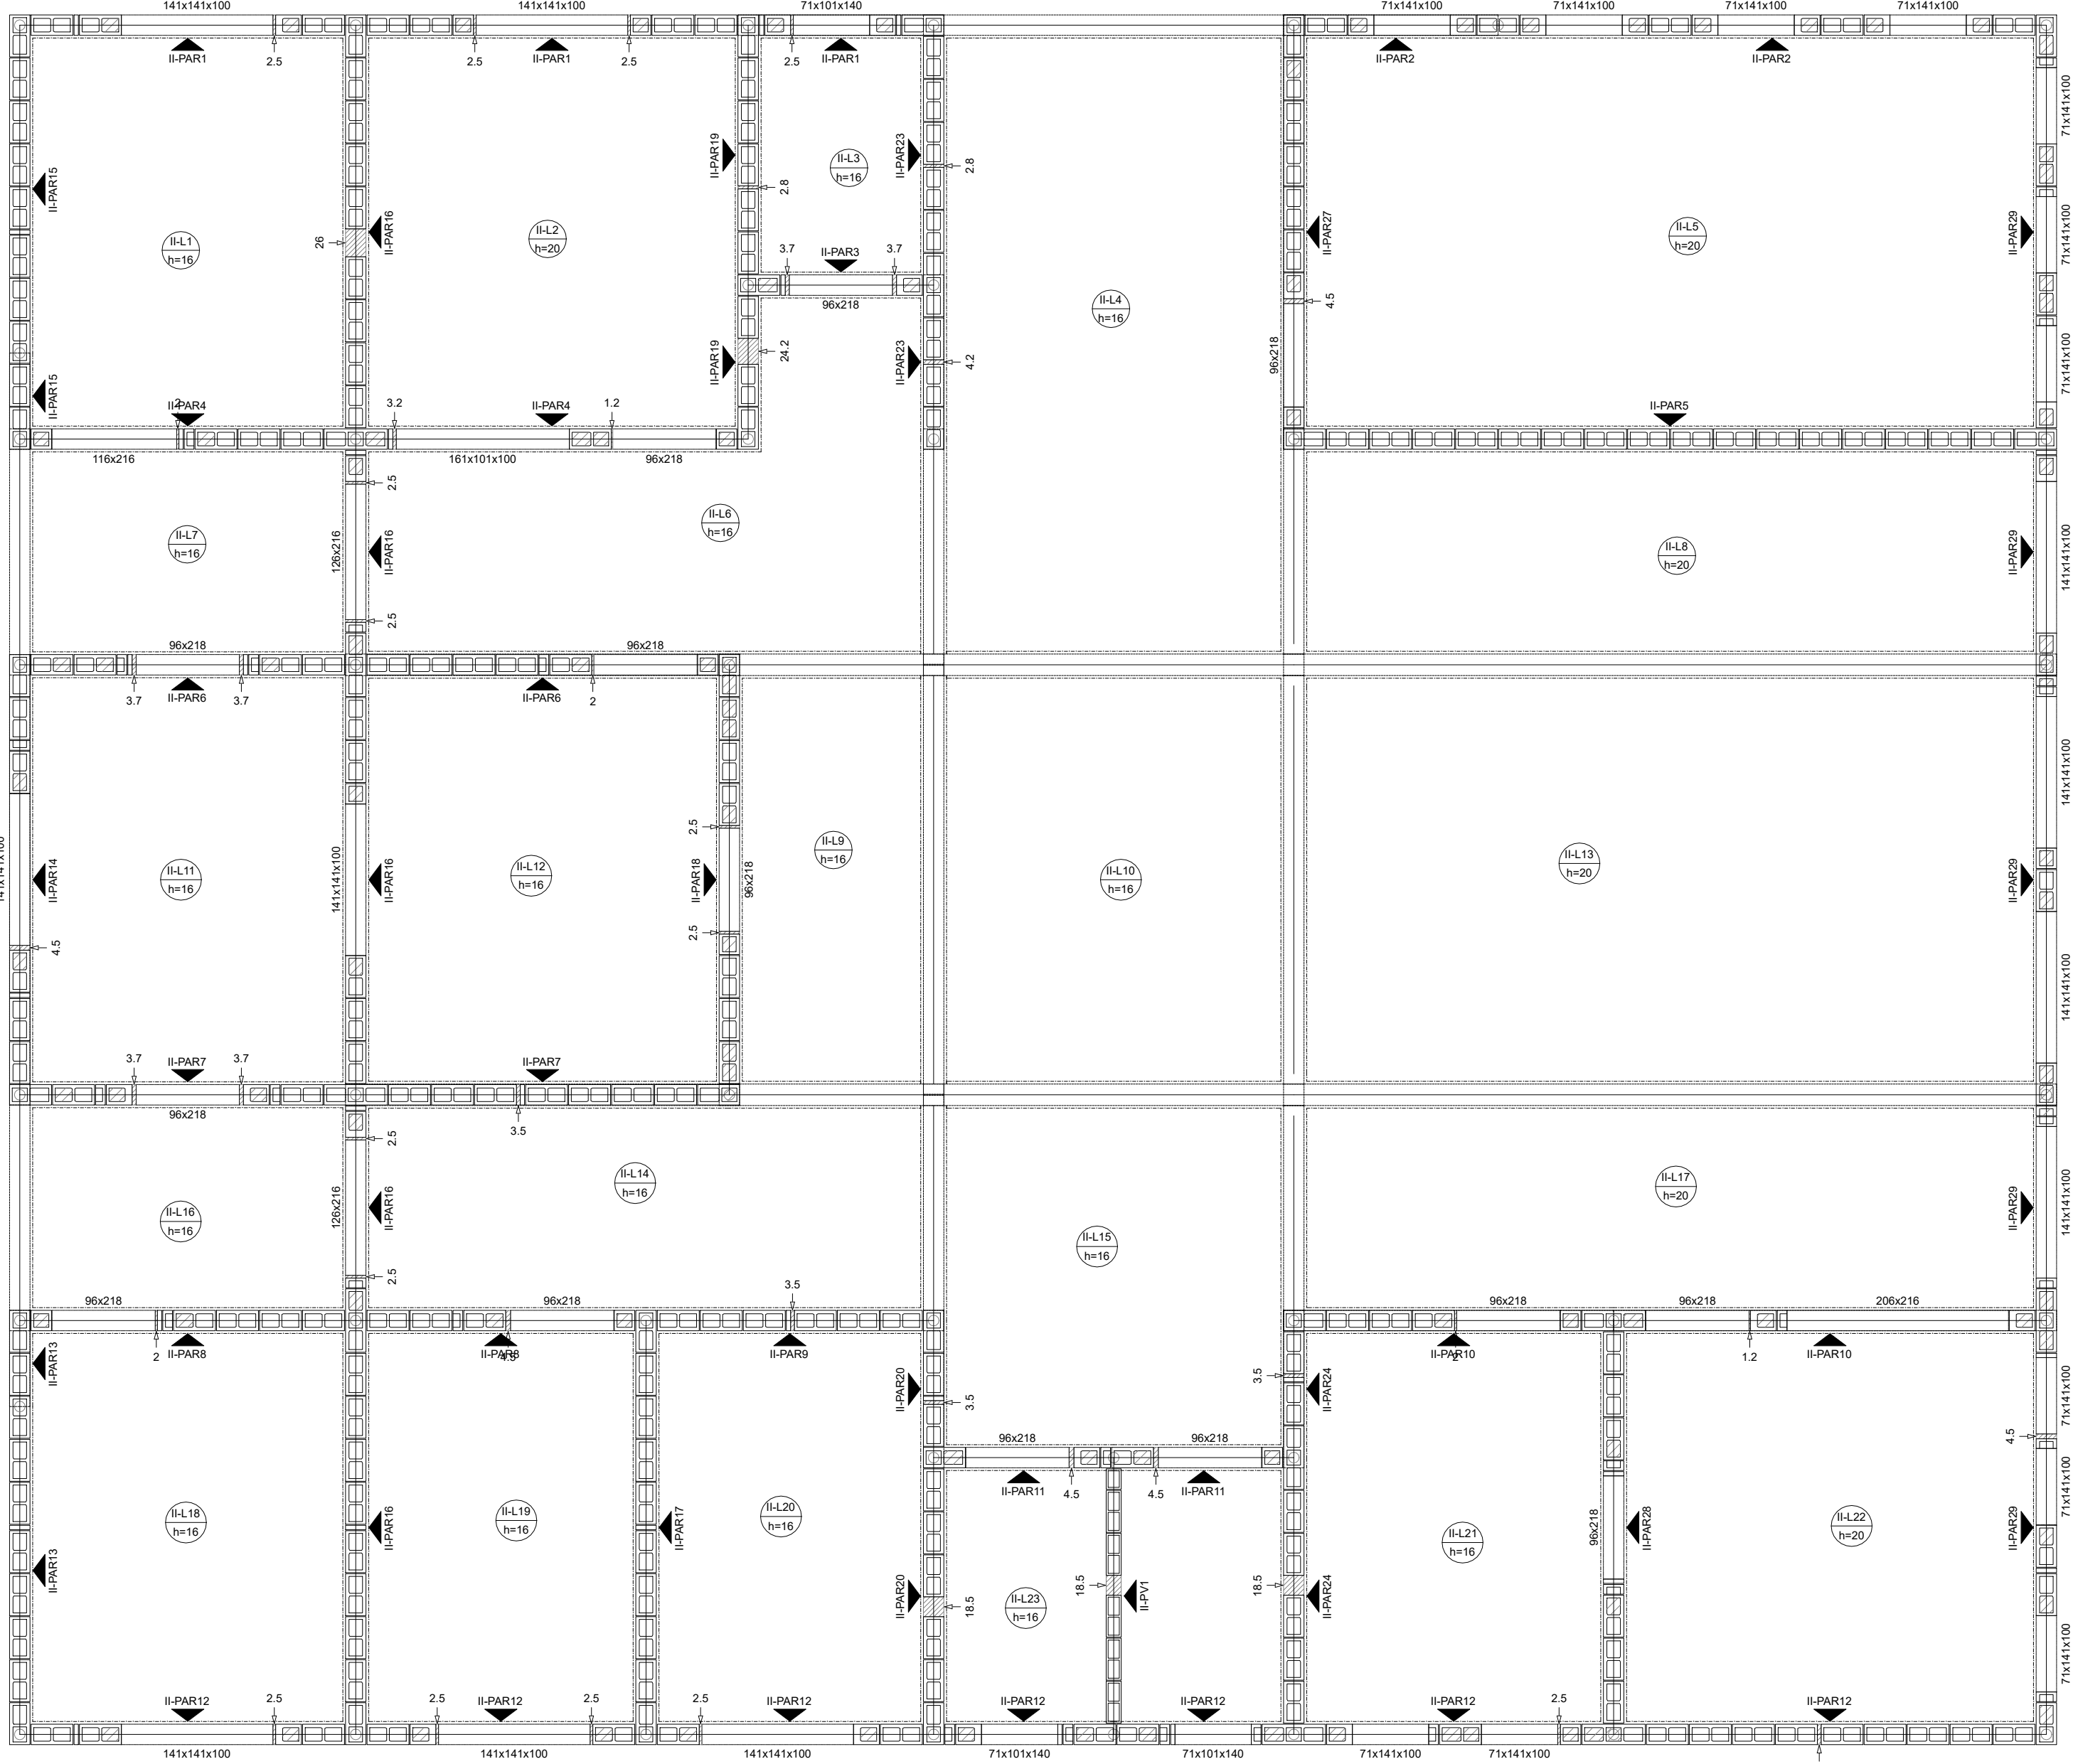 141x141x100
141x141x100
71x101x140
71x141x100
71x141x100
71x141x100
71x141x100
II-PAR1
2.5
2.5
II-PAR1
2.5
2.5
II-PAR1
II-PAR2
II-PAR2
71x141x100
II-PAR15
II-PAR19
II-L3
h=16
II-PAR23
2.8
2.8
II-L1
h=16
26
II-PAR16
II-L2
h=20
II-PAR27
II-L5
h=20
II-PAR29
71x141x100
3.7
II-PAR3
3.7
96x218
II-L4
h=16
4.5
II-PAR19
24.2
II-PAR23
4.2
96x218
71x141x100
II-PAR15
2
II-PAR4
3.2
II-PAR4
1.2
II-PAR5
116x216
161x101x100
96x218
2.5
II-L7
h=16
126x216
II-PAR16
II-L6
h=16
II-L8
h=20
II-PAR29
141x141x100
2.5
96x218
96x218
3.7
II-PAR6
3.7
II-PAR6
2
141x141x100
2.5
141x141x100
II-PAR14
II-L11
h=16
141x141x100
II-PAR16
II-L12
h=16
II-PAR18
96x218
II-L9
h=16
II-L10
h=16
II-L13
h=20
II-PAR29
4.5
2.5
141x141x100
3.7
II-PAR7
3.7
II-PAR7
96x218
3.5
2.5
II-L16
h=16
126x216
II-PAR16
II-L14
h=16
II-L15
h=16
II-L17
h=20
II-PAR29
141x141x100
2.5
96x218
96x218
3.5
96x218
96x218
206x216
II-PAR13
2
II-PAR8
II-PAR8
4.5
II-PAR9
II-PAR10
2
1.2
II-PAR10
II-PAR20
3.5
3.5
II-PAR24
71x141x100
4.5
96x218
96x218
II-PAR11
4.5
4.5
II-PAR11
71x141x100
II-L18
h=16
II-PAR16
II-L19
h=16
II-PAR17
II-L20
h=16
II-L21
h=16
96x218
II-PAR28
II-L22
h=20
II-PAR29
II-PAR13
II-PAR20
18.5
II-L23
h=16
18.5
II-PV1
18.5
II-PAR24
71x141x100
II-PAR12
2.5
2.5
II-PAR12
2.5
2.5
II-PAR12
II-PAR12
II-PAR12
II-PAR12
2.5
II-PAR12
141x141x100
141x141x100
141x141x100
71x101x140
71x101x140
71x141x100
71x141x100